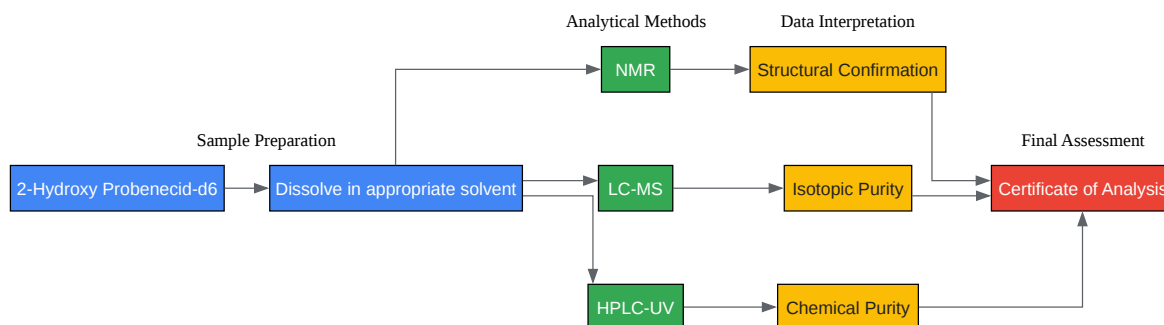 Analytical Methods
Data Interpretation
NMR
Structural Confirmation
Sample Preparation
Final Assessment
2-Hydroxy Probenecid-d6
Dissolve in appropriate solvent
LC-MS
Isotopic Purity
Certificate of Analysis
HPLC-UV
Chemical Purity